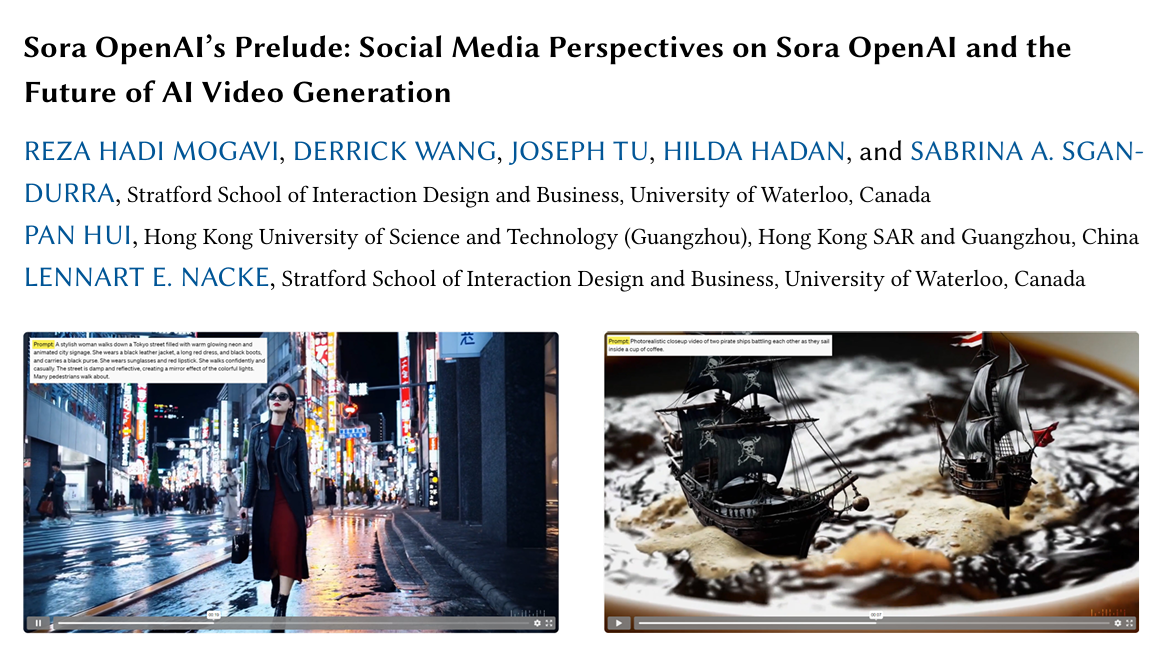 Sora OpenAI’s Prelude: Social Media Perspectives on Sora OpenAI and the
Future of AI Video Generation
REZA HADI MOGAVI, DERRICK WANG, JOSEPH TU, HILDA HADAN, and SABRINA A. SGAN-
DURRA, Stratford School of Interaction Design and Business, University of Waterloo, Canada
PAN HUI, Hong Kong University of Science and Technology (Guangzhou), Hong Kong SAR and Guangzhou, China
LENNART E. NACKE, Stratford School of Interaction Design and Business, University of Waterloo, Canada
Prompt: A stylish woman walks down a Tokyo street filled with warm glowing neon and
animated city signage. She wears a black leather jacket, a long red dress, and black boots,
and carries a black purse. She wears sunglasses and red lipstick. She walks confidently and
casually. The street is damp and reflective, creating a mirror effect of the colorful lights.
Many pedestrians walk about.
Prompt: Photorealistic closeup video of two pirate ships battling each other as they sail
inside a cup of coffee.